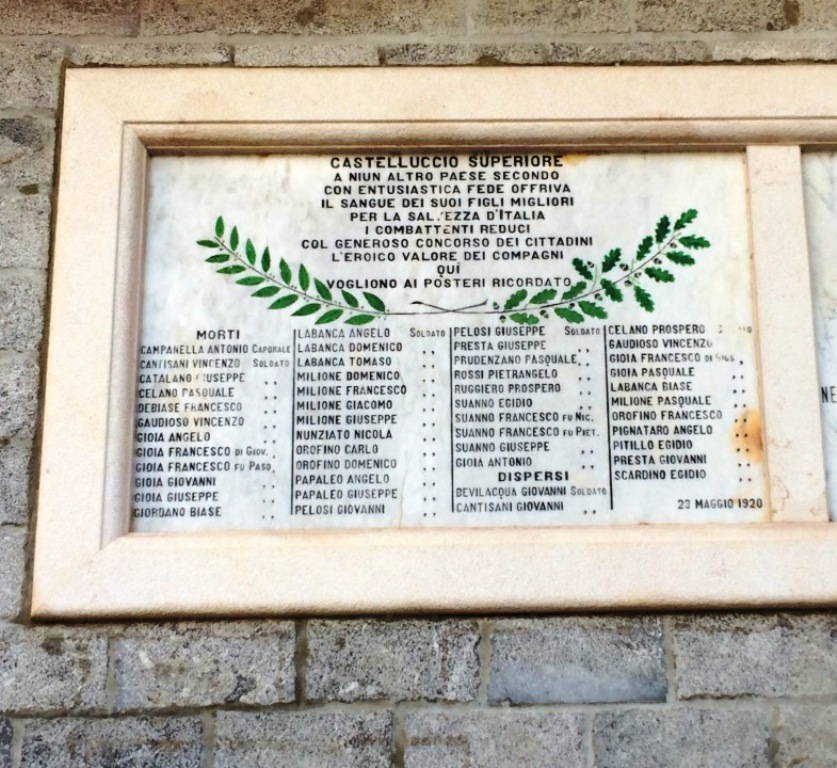 CASTELLUCCIO SUPERIORE
A NIUN ALTRO PAESE SECONDO
CON ENTUSIASTICA FEDE OFFRIVA
IL SANGUE DEI SUOI FIGLI MIGLIORI
PER LA D'ITALIA
I COMBATTENTI REDUCI
COL GENEROSO CONCORSO DEI CITTADINI
L'EROICO VALORE DEI COMPAGNI
QUI
VOGLIONO AI POSTERI RICORDATO
MORTI
CAMPANELLA ANTONIO CAPORALE
CANTISANI VINCENZO SOLDATO
CATALANO GIUSEPPE ..
CELANO PASQUALE ..
DEBIASE FRANCESCO ..
GAUDIOSO VINCENZO ..
GIOIA ANGELO ..
GIOIA FRANCESCO DI GIOV. ..
GIOIA FRANCESCO FU PASQ. ..
GIOIA GIOVANNI ..
GIOIA GIUSEPPE ..
GIORDANO BIASE ..
LABANCA ANGELO SOLDATO
LABANCA DOMENICO ..
LABANCA TOMASO ..
MILIONE DOMENICO ..
MILIONE FRANCESCO ..
MILIONE GIACOMO ..
MILIONE GIUSEPPE ..
NUNZIATO NICOLA ..
OROFINO CARLO ..
OROFINO DOMENICO ..
PAPALEO ANGELO ..
PAPALEO GIUSEPPE ..
PELOSI GIOVANNI ..
PELOSI GIUSEPPE SOLDATO
PRESTA GIUSEPPE ..
PRUDENZANO PASQUALE ..
ROSSI PIETRANGELO ..
RUGGIERO PROSPERO ..
SUANNO EGIDIO ..
SUANNO FRANCESCO FU NIC. ..
SUANNO FRANCESCO FU PIET. ..
SUANNO GIUSEPPE ..
GIOIA ANTONIO ..
DISPERSI
BEVILACQUA GIOVANNI SOLDATO
CANTISANI GIOVANNI ..
CELANO PROSPERO
GAUDIOSO VINCENZO
GIOIA FRANCESCO DI
GIOIA PASQUALE ..
LABANCA BIASE ..
MILIONE PASQUALE ..
OROFINO FRANCESCO ..
PIGNATARO ANGELO ..
PITILLO EGIDIO ..
PRESTA GIOVANNI ..
SCARDINO EGIDIO ..
23 MAGGIO 1920